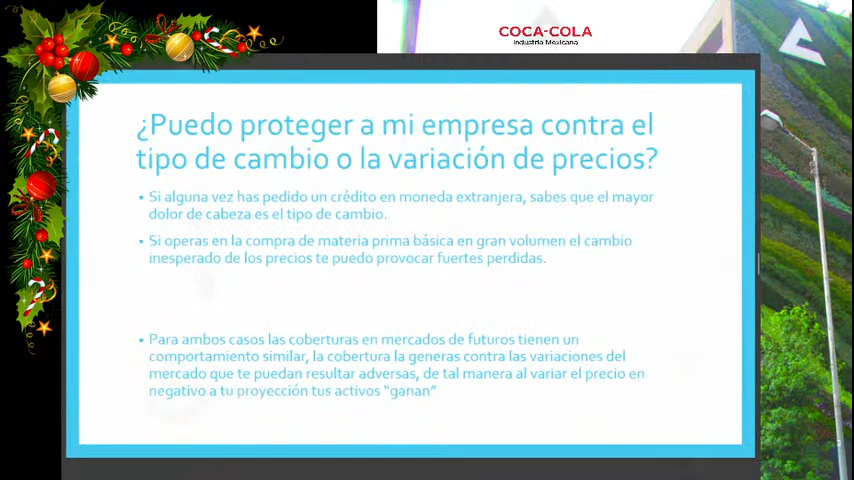 COCA-COLA
Industria Mexicana
¿Puedo proteger a mi empresa contra el
tipo de cambio o la variación de precios?
Si alguna vez has pedido un crédito en moneda extranjera, sabes que el mayor
dolor de cabeza es el tipo de cambio.
Si operas en la compra de materia prima básica en gran volumen el cambio
inesperado de los precios te puedo provocar fuertes perdidas.
Para ambos casos las coberturas en mercados de futuros tienen un
comportamiento similar, la cobertura la generas contra las variaciones del
mercado que te puedan resultar adversas, de tal manera al variar el precio en
negativo a tu proyección tus activos “ganan”